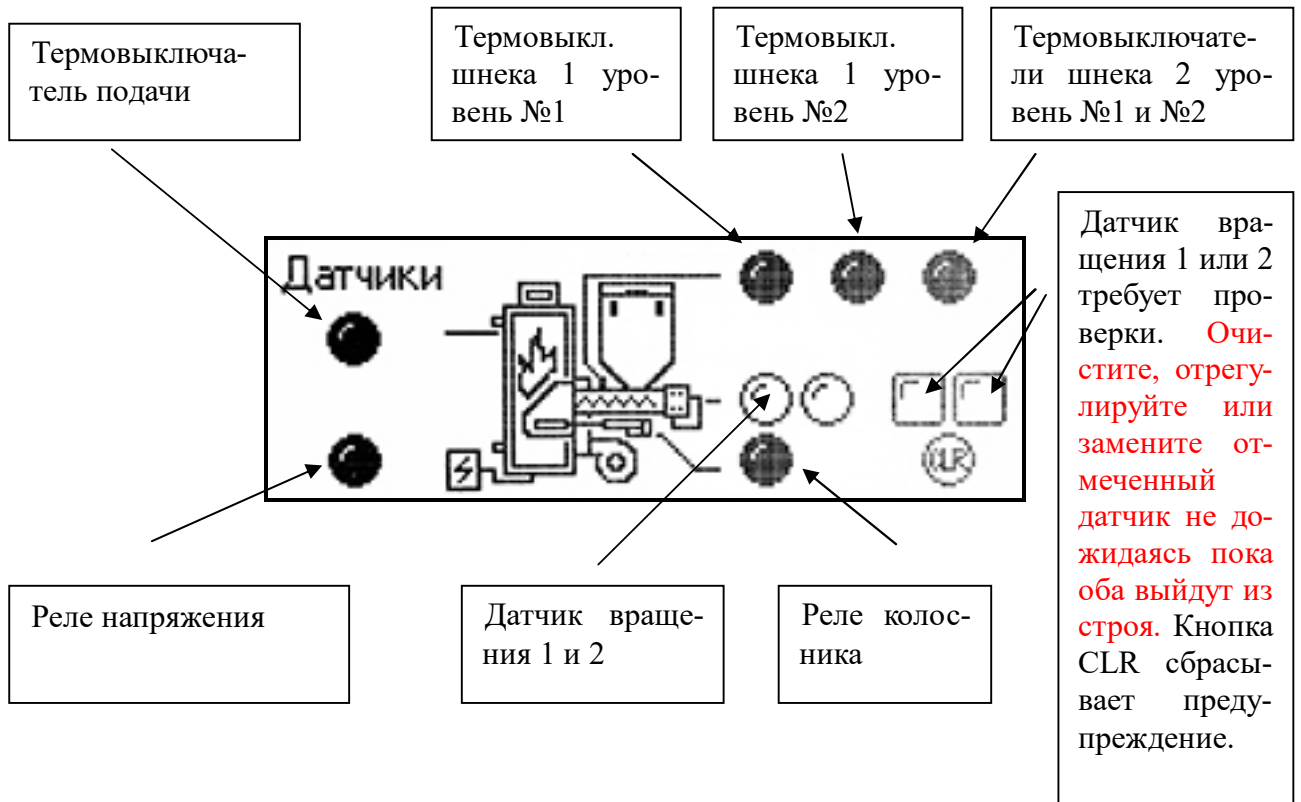 Термовыключа-
тель подачи
Термовыкл.
шнека 1 уро-
вень №1
Термовыкл.
шнека 1 уро-
вень №2
Термовыключате-
ли шнека 2 уро-
вень №1 и №2
Датчик вра-
щения 1 или 2
требует про-
верки. Очи-
стите, отрегу-
лируйте или
замените от-
меченный
датчик не до-
жидаясь пока
оба выйдут из
строя. Кнопка
CLR сбрасы-
вает преду-
преждение.
Датчики
CLR
Реле напряжения
Датчик враще-
ния 1 и 2
Реле колос-
ника